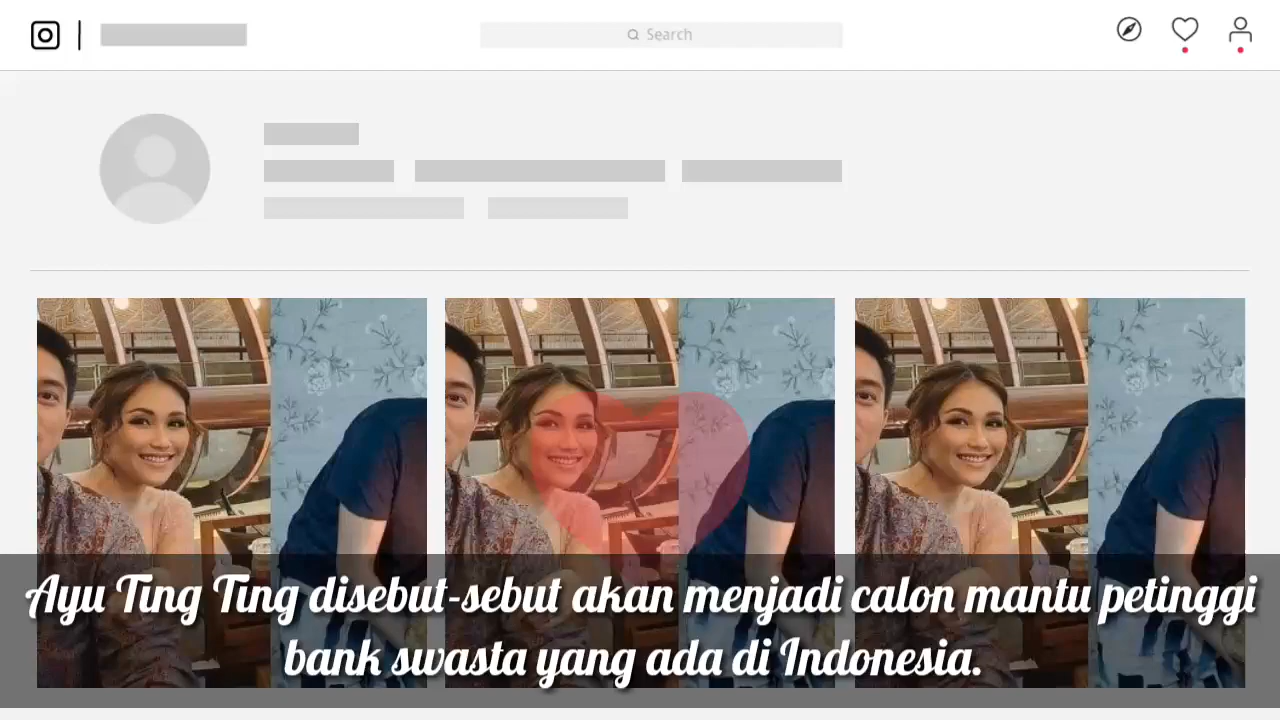 Search
Ayu Ting Ting disebut-sebut akan menjadi calon mantu petinggi
bank swasta yang ada di Indonesia.